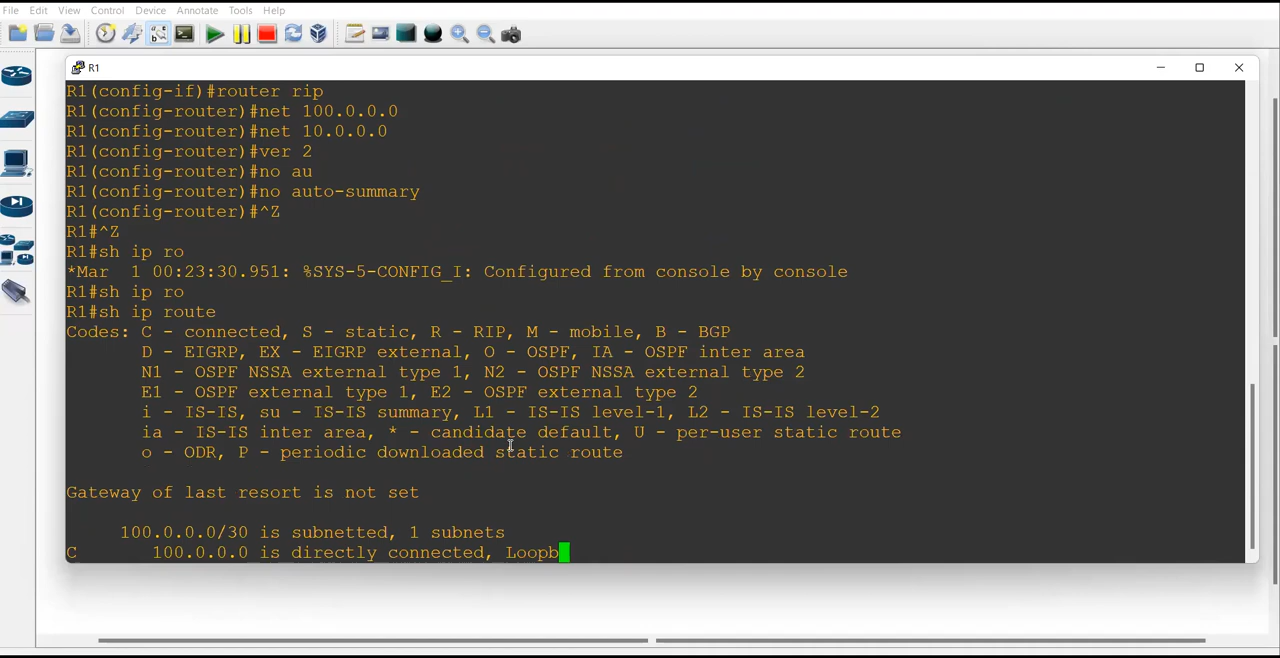 File Edit View Control Device Annotate Tools Help
R1
R1(config-if)#router rip
R1(config-router)#net 100.0.0.0
R1(config-router)#net 10.0.0.0
R1(config-router)#ver 2
R1(config-router)#no au
R1(config-router)#no auto-summary
R1(config-router)#^Z
R1#^Z
R1#sh ip ro
*Mar  1 00:23:30.951: %SYS-5-CONFIG_I: Configured from console by console
R1#sh ip ro
R1#sh ip route
Codes: C - connected, S - static, R - RIP, M - mobile, B - BGP
       D - EIGRP, EX - EIGRP external, O - OSPF, IA - OSPF inter area
       N1 - OSPF NSSA external type 1, N2 - OSPF NSSA external type 2
       E1 - OSPF external type 1, E2 - OSPF external type 2
       i - IS-IS, su - IS-IS summary, L1 - IS-IS level-1, L2 - IS-IS level-2
       ia - IS-IS inter area, * - candidate default, U - per-user static route
       o - ODR, P - periodic downloaded static route
Gateway of last resort is not set
     100.0.0.0/30 is subnetted, 1 subnets
C       100.0.0.0 is directly connected, Loopb